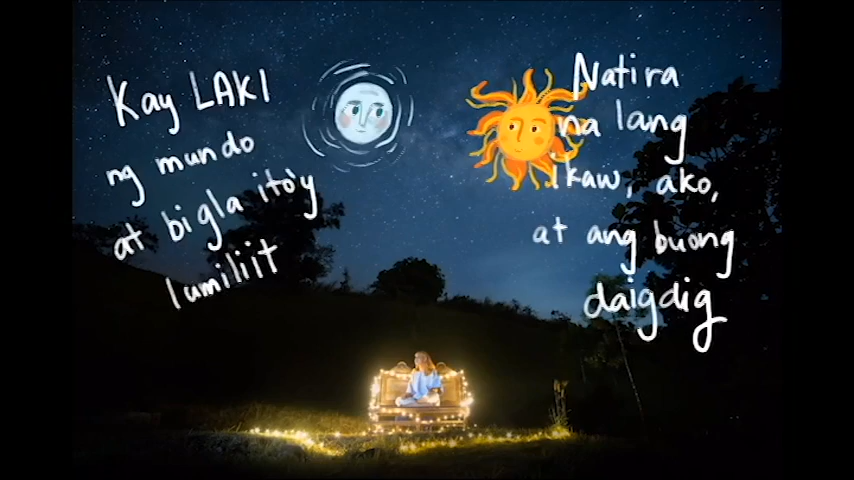 Kay LAKI
ng mundo
at bigla ito'y
lumiliit
Natira
na lang
ikaw, ako,
at ang buong
daigdig